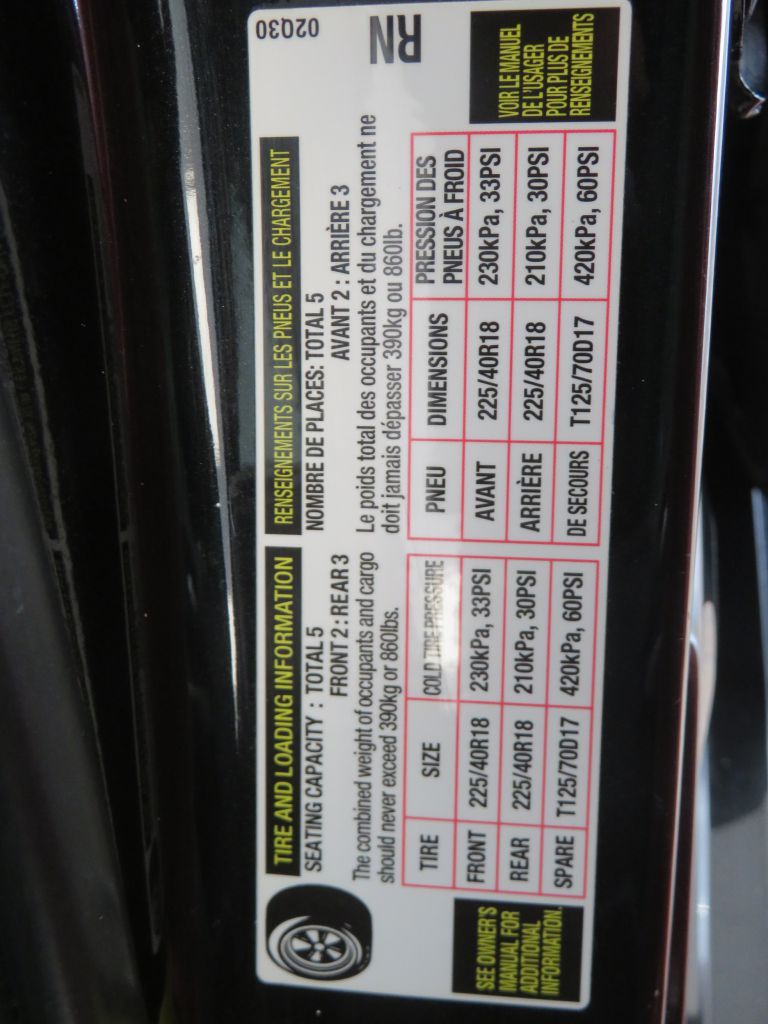 TIRE AND LOADING INFORMATION
SEATING CAPACITY : TOTAL 5
FRONT 2 : REAR 3
The combined weight of occupants and cargo
should never exceed 390kg or 860lbs.
TIRE SIZE COLD TIRE PRESSURE
FRONT 225/40R18 230kPa, 33PSI
REAR 225/40R18 210kPa, 30PSI
SPARE T125/70D17 420kPa, 60PSI
SEE OWNER'S
MANUAL FOR
ADDITIONAL
INFORMATION.
RENSEIGNEMENTS SUR LES PNEUS ET LE CHARGEMENT
NOMBRE DE PLACES: TOTAL 5
AVANT 2 : ARRIÈRE 3
Le poids total des occupants et du chargement ne
doit jamais dépasser 390kg ou 860lb.
PNEU DIMENSIONS PRESSION DES
PNEUS À FROID
AVANT 225/40R18 230kPa, 33PSI
ARRIÈRE 225/40R18 210kPa, 30PSI
DE SECOURS T125/70D17 420kPa, 60PSI
02Q30
RN
VOIR LE MANUEL
DE L'USAGER
POUR PLUS DE
RENSEIGNEMENTS